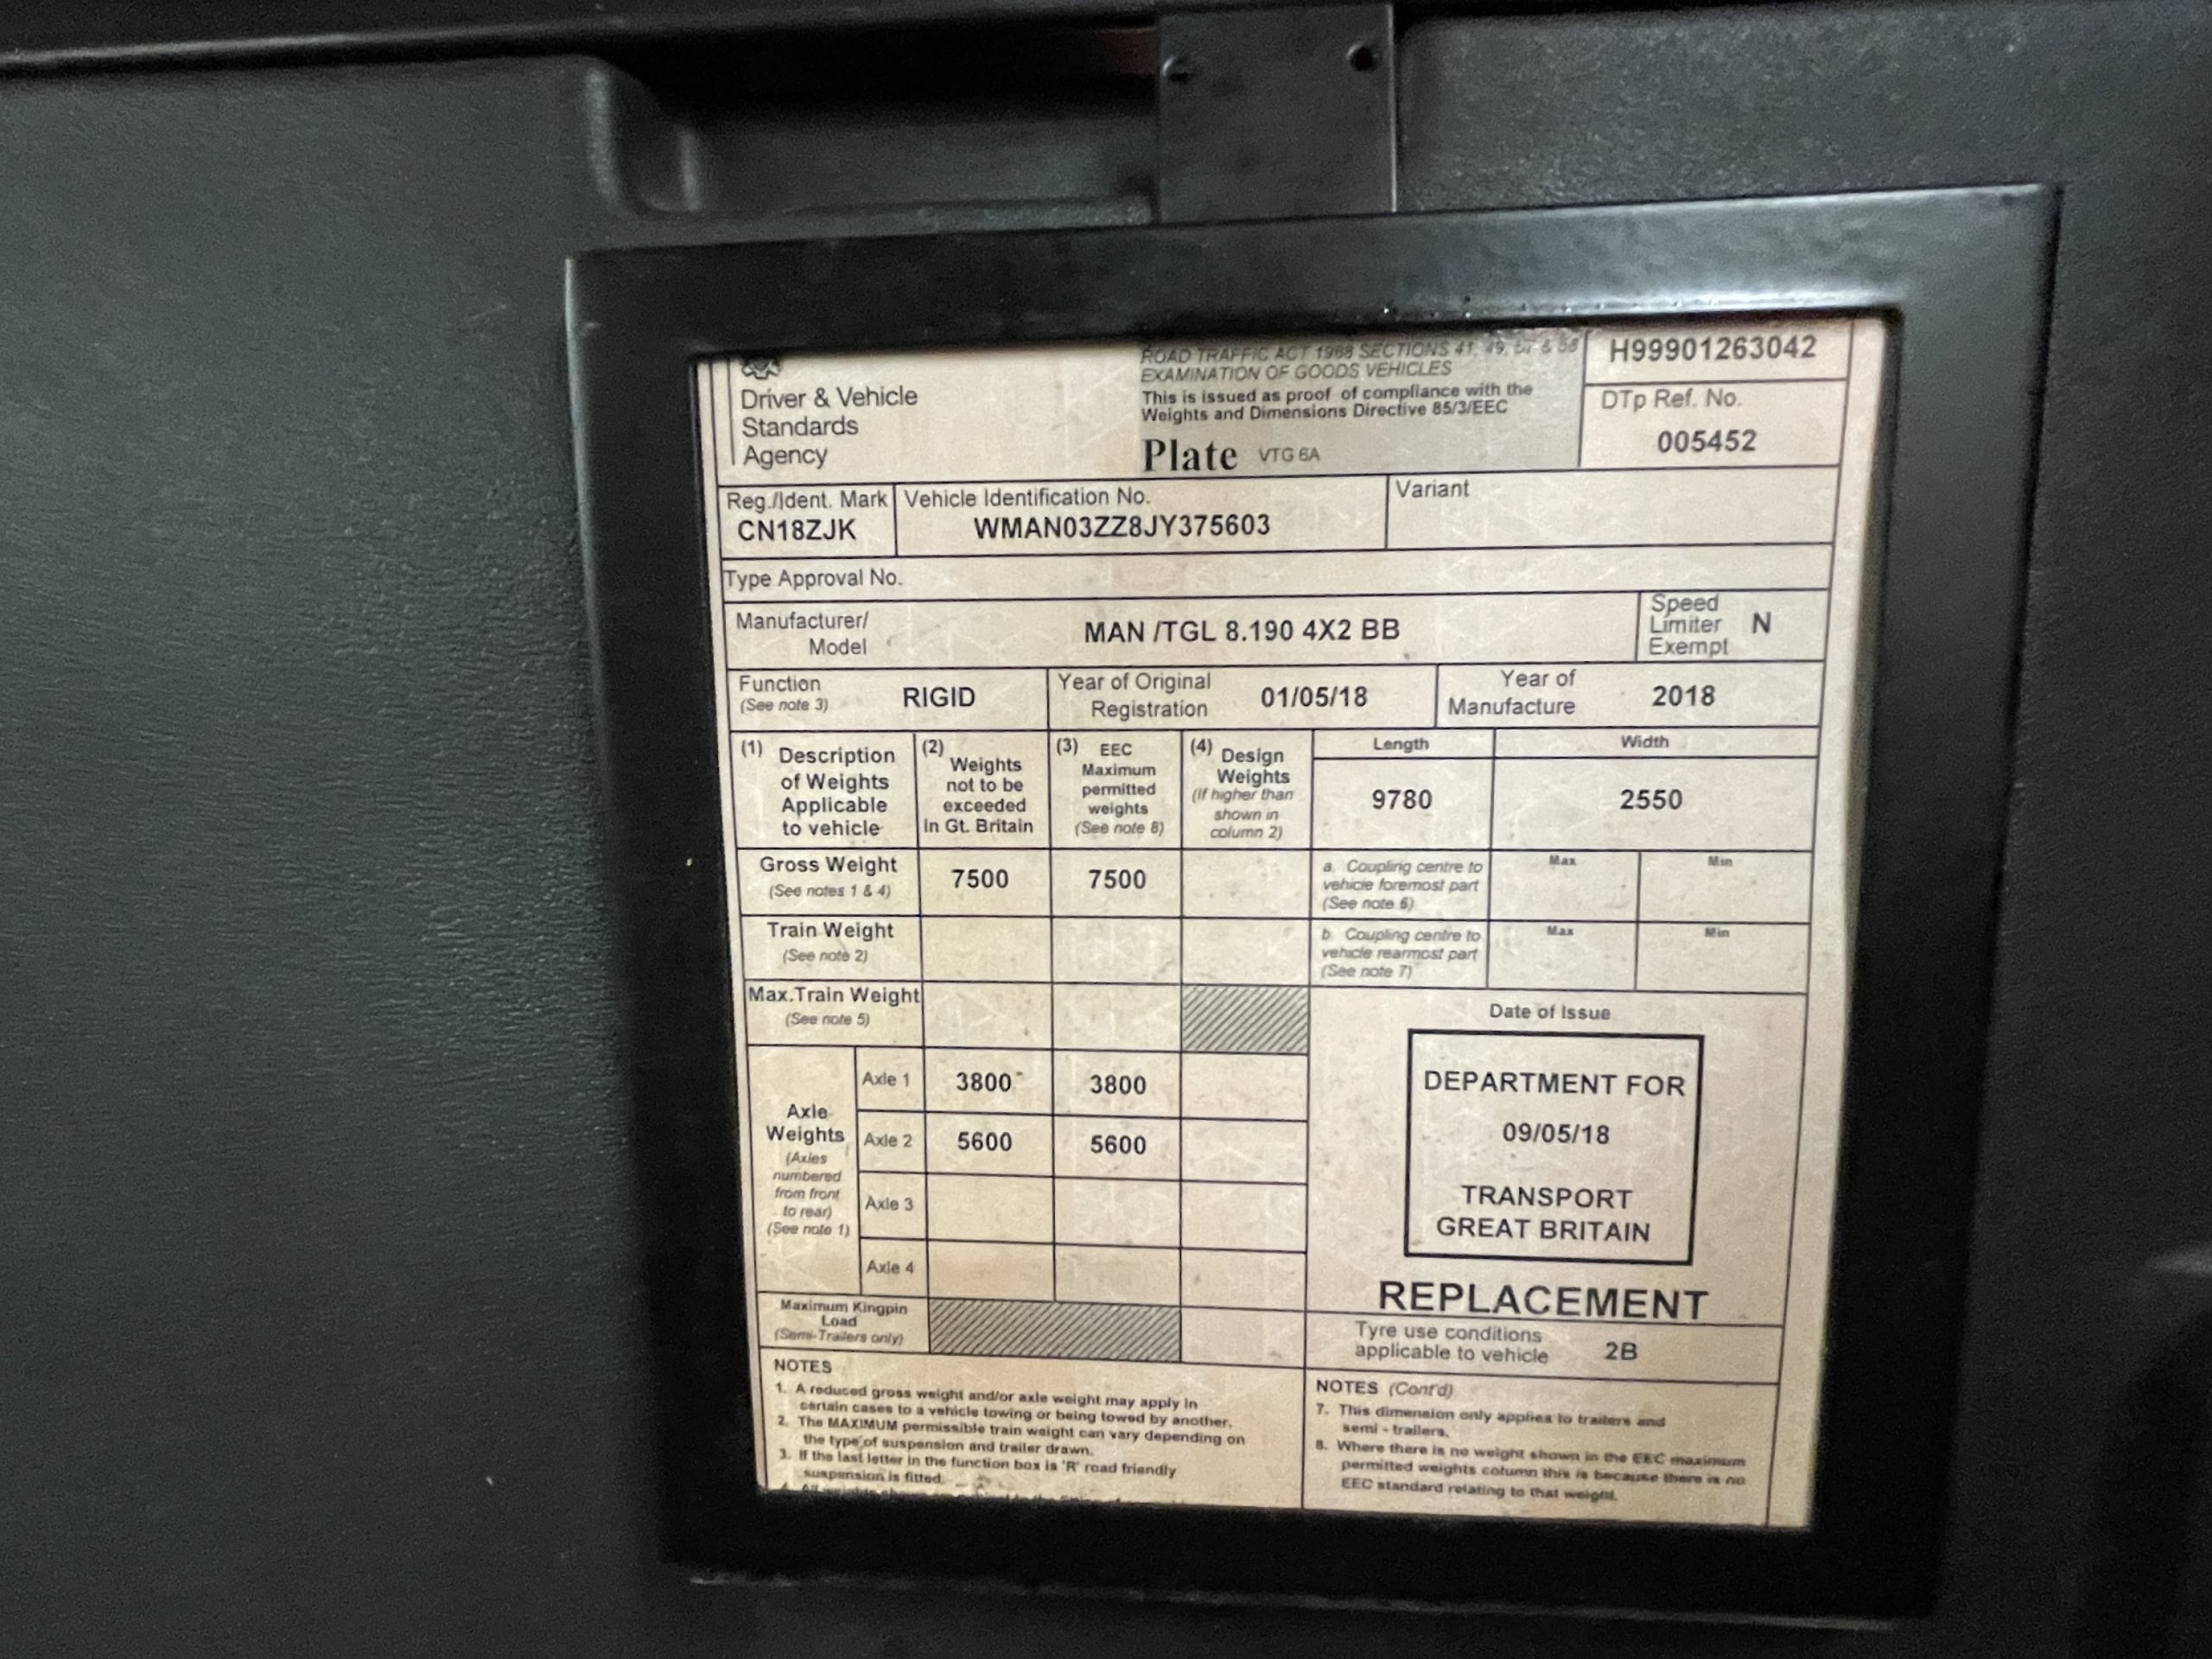 Driver & Vehicle
Standards
Agency
ROAD TRAFFIC ACT 1988 SECTIONS 41, 49, & 58
EXAMINATION OF GOODS VEHICLES
This is issued as proof of compliance with the
Weights and Dimensions Directive 85/3/EEC
Plate VTG 6A
H99901263042
DTp Ref. No.
005452
Reg./Ident. Mark
CN18ZJK
Vehicle Identification No.
WMAN03ZZ8JY375603
Variant
Type Approval No.
Manufacturer/
Model
MAN /TGL 8.190 4X2 BB
Speed
Limiter
Exempt
N
Function
(See note 3)
RIGID
Year of Original
Registration
01/05/18
Year of
Manufacture
2018
(1) Description
of Weights
Applicable
to vehicle
(2) Weights
not to be
exceeded
in Gt. Britain
(3) EEC
Maximum
permitted
weights
(See note 8)
(4) Design
Weights
(if higher than
shown in
column 2)
Length
9780
Width
2550
Gross Weight
(See notes 1 & 4)
7500
7500
a. Coupling centre to
vehicle foremost part
(See note 6)
Max
Min
Train Weight
(See note 2)
b. Coupling centre to
vehicle rearmost part
(See note 7)
Max
Min
Max.Train Weight
(See note 5)
Axle
Weights
(Axles
numbered
from front
to rear)
(See note 1)
Axle 1
3800
3800
Axle 2
5600
5600
Axle 3
Axle 4
Date of Issue
DEPARTMENT FOR
09/05/18
TRANSPORT
GREAT BRITAIN
REPLACEMENT
Maximum Kingpin
Load
(Semi-Trailers only)
Tyre use conditions
applicable to vehicle
2B
NOTES
1. A reduced gross weight and/or axle weight may apply in
certain cases to a vehicle towing or being towed by another.
2. The MAXIMUM permissible train weight can vary depending on
the type of suspension and trailer drawn.
3. If the last letter in the function box is 'R' road friendly
suspension is fitted.
4. All weights shown
NOTES (Cont'd)
7. This dimension only applies to trailers and
semi - trailers.
8. Where there is no weight shown in the EEC maximum
permitted weights column this is because there is no
EEC standard relating to that weight.